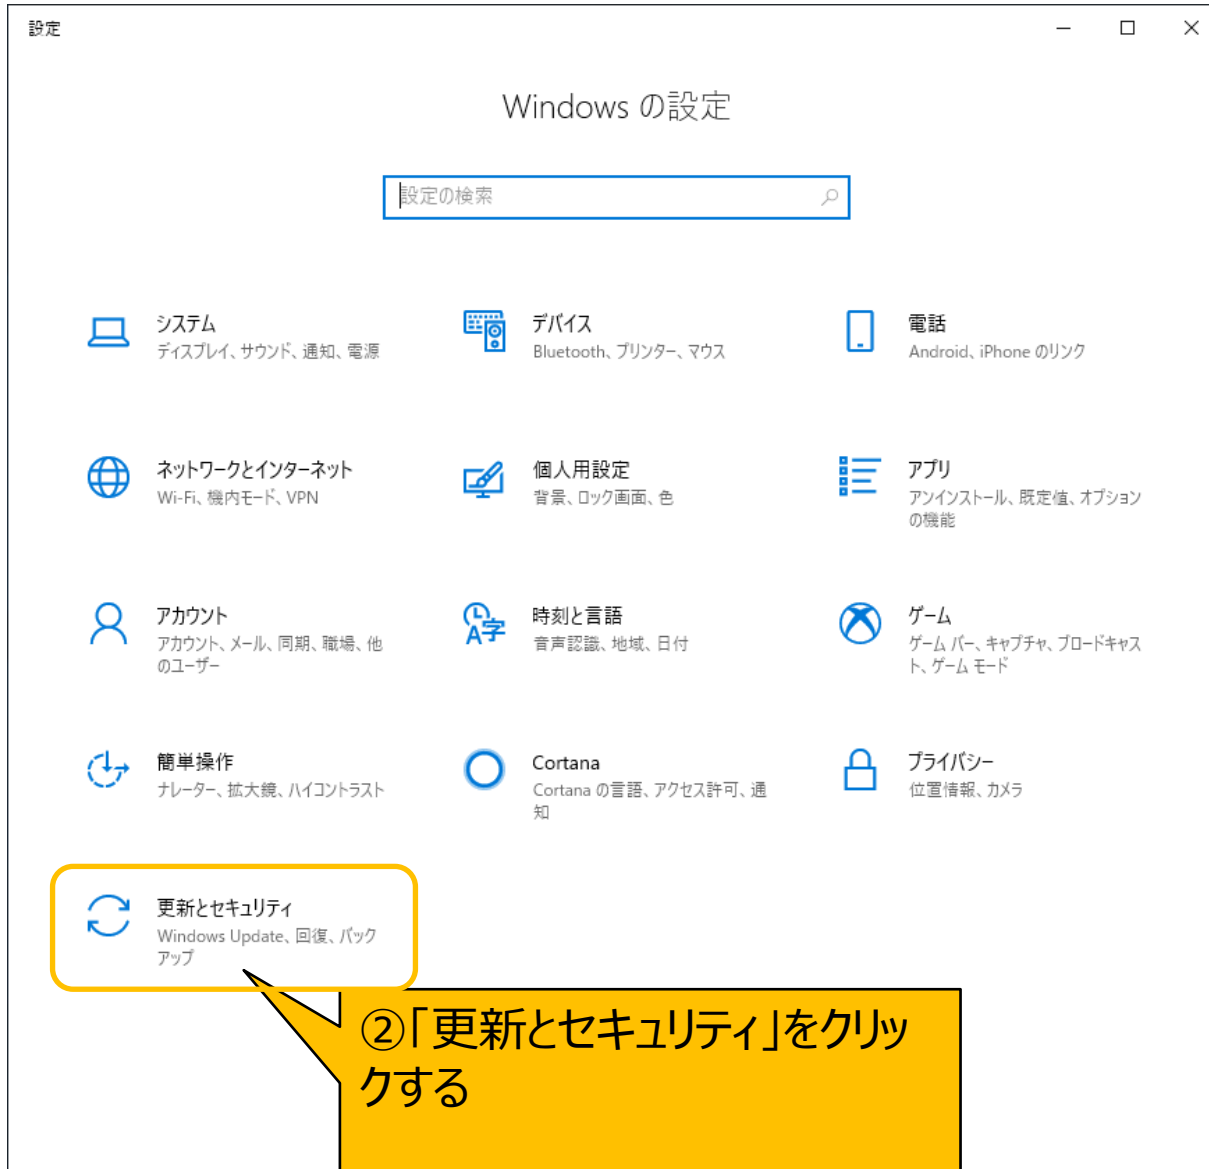 設定
Windows の設定
設定の検索
システム
ディスプレイ、サウンド、通知、電源
デバイス
Bluetooth、プリンター、マウス
電話
Android、iPhone のリンク
ネットワークとインターネット
Wi-Fi、機内モード、VPN
個人用設定
背景、ロック画面、色
アプリ
アンインストール、既定値、オプション
の機能
アカウント
アカウント、メール、同期、職場、他
のユーザー
時刻と言語
音声認識、地域、日付
ゲーム
ゲーム バー、キャプチャ、ブロードキャス
ト、ゲーム モード
簡単操作
ナレーター、拡大鏡、ハイコントラスト
Cortana
Cortana の言語、アクセス許可、通
知
プライバシー
位置情報、カメラ
更新とセキュリティ
Windows Update、回復、バック
アップ
②「更新とセキュリティ」をクリッ
クする